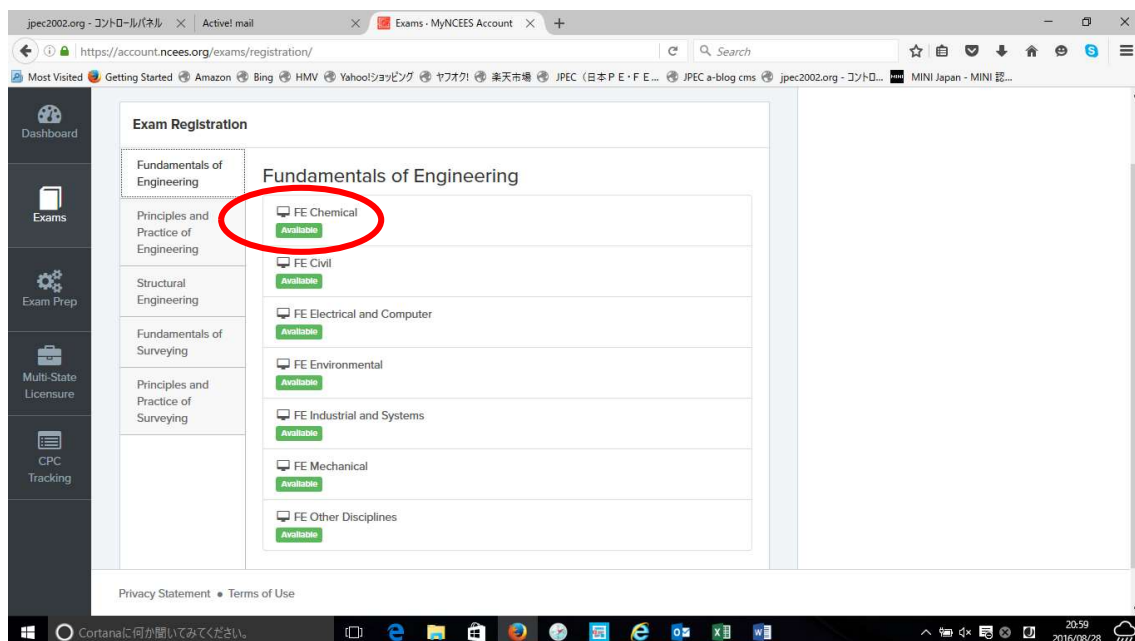 jpec2002.org - コントロールパネル
Active! mail
Exams - MyNCEES Account
https://account.ncees.org/exams/registration/
Search
Most Visited Getting Started Amazon Bing HMV Yahoo!ショッピング ヤフオク! 楽天市場 JPEC (日本PE・FE... JPEC a-blog cms jpec2002.org - コントロ... MINI Japan - MINI 認...
Dashboard
Exams
Exam Prep
Multi-State
Licensure
CPC
Tracking
Exam Registration
Fundamentals of
Engineering
Principles and
Practice of
Engineering
Structural
Engineering
Fundamentals of
Surveying
Principles and
Practice of
Surveying
Fundamentals of Engineering
FE Chemical
Available
FE Civil
Available
FE Electrical and Computer
Available
FE Environmental
Available
FE Industrial and Systems
Available
FE Mechanical
Available
FE Other Disciplines
Available
Privacy Statement • Terms of Use
Cortanaに何か聞いてみてください。
20:59
2016/08/28